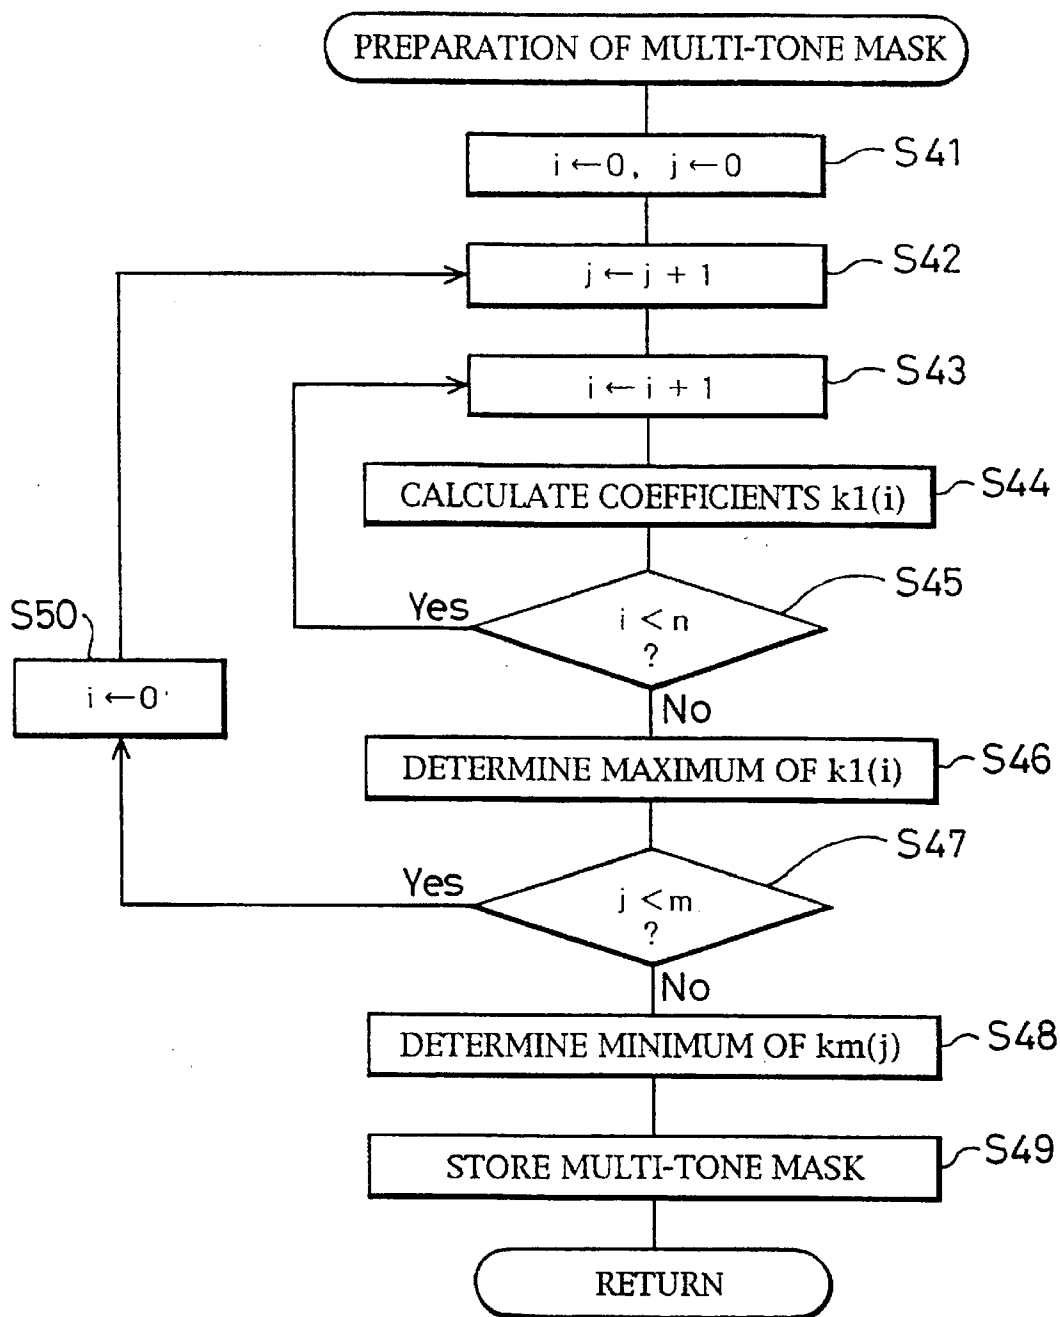 PREPARATION OF MULTI-TONE MASK
i ← 0, j ← 0
S41
j ← j + 1
S42
i ← i + 1
S43
CALCULATE COEFFICIENTS k1(i)
S44
i < n
?
S45
Yes
No
S50
i ← 0
DETERMINE MAXIMUM OF k1(i)
S46
j < m
?
S47
Yes
No
DETERMINE MINIMUM OF km(j)
S48
STORE MULTI-TONE MASK
S49
RETURN